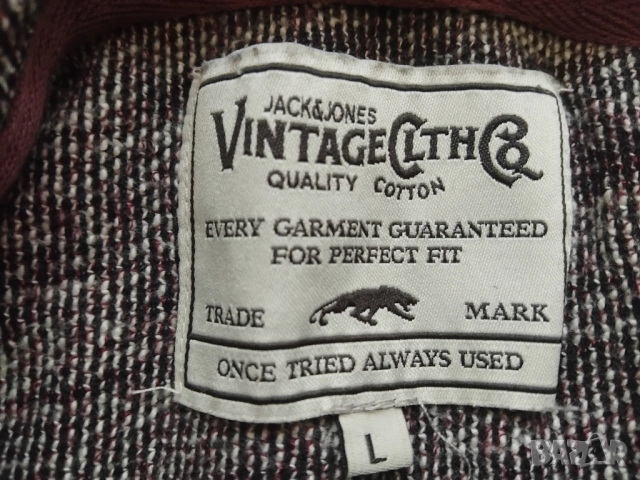 JACK&JONES
VINTAGE CLTH Co
QUALITY COTTON
EVERY GARMENT GUARANTEED
FOR PERFECT FIT
TRADE MARK
ONCE TRIED ALWAYS USED
L
BAZAR